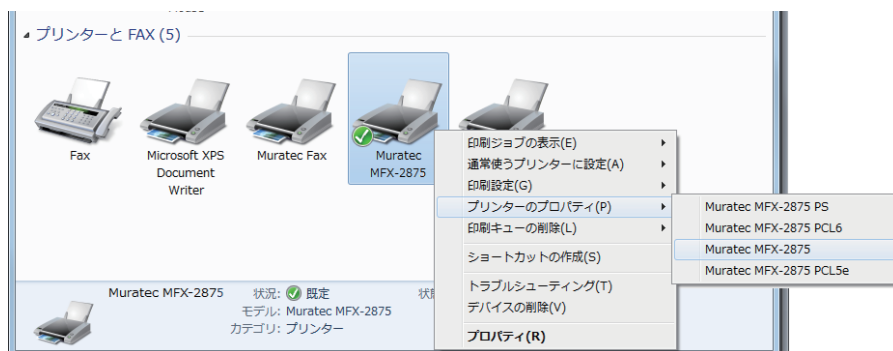 プリンターと FAX (5)
Fax
Microsoft XPS
Document
Writer
Muratec Fax
Muratec
MFX-2875
印刷ジョブの表示(E)
通常使うプリンターに設定(A)
印刷設定(G)
プリンターのプロパティ(P)
印刷キューの削除(L)
ショートカットの作成(S)
トラブルシューティング(T)
デバイスの削除(V)
プロパティ(R)
Muratec MFX-2875 PS
Muratec MFX-2875 PCL6
Muratec MFX-2875
Muratec MFX-2875 PCL5e
Muratec MFX-2875 状況: 既定 状
モデル: Muratec MFX-2875
カテゴリ: プリンター